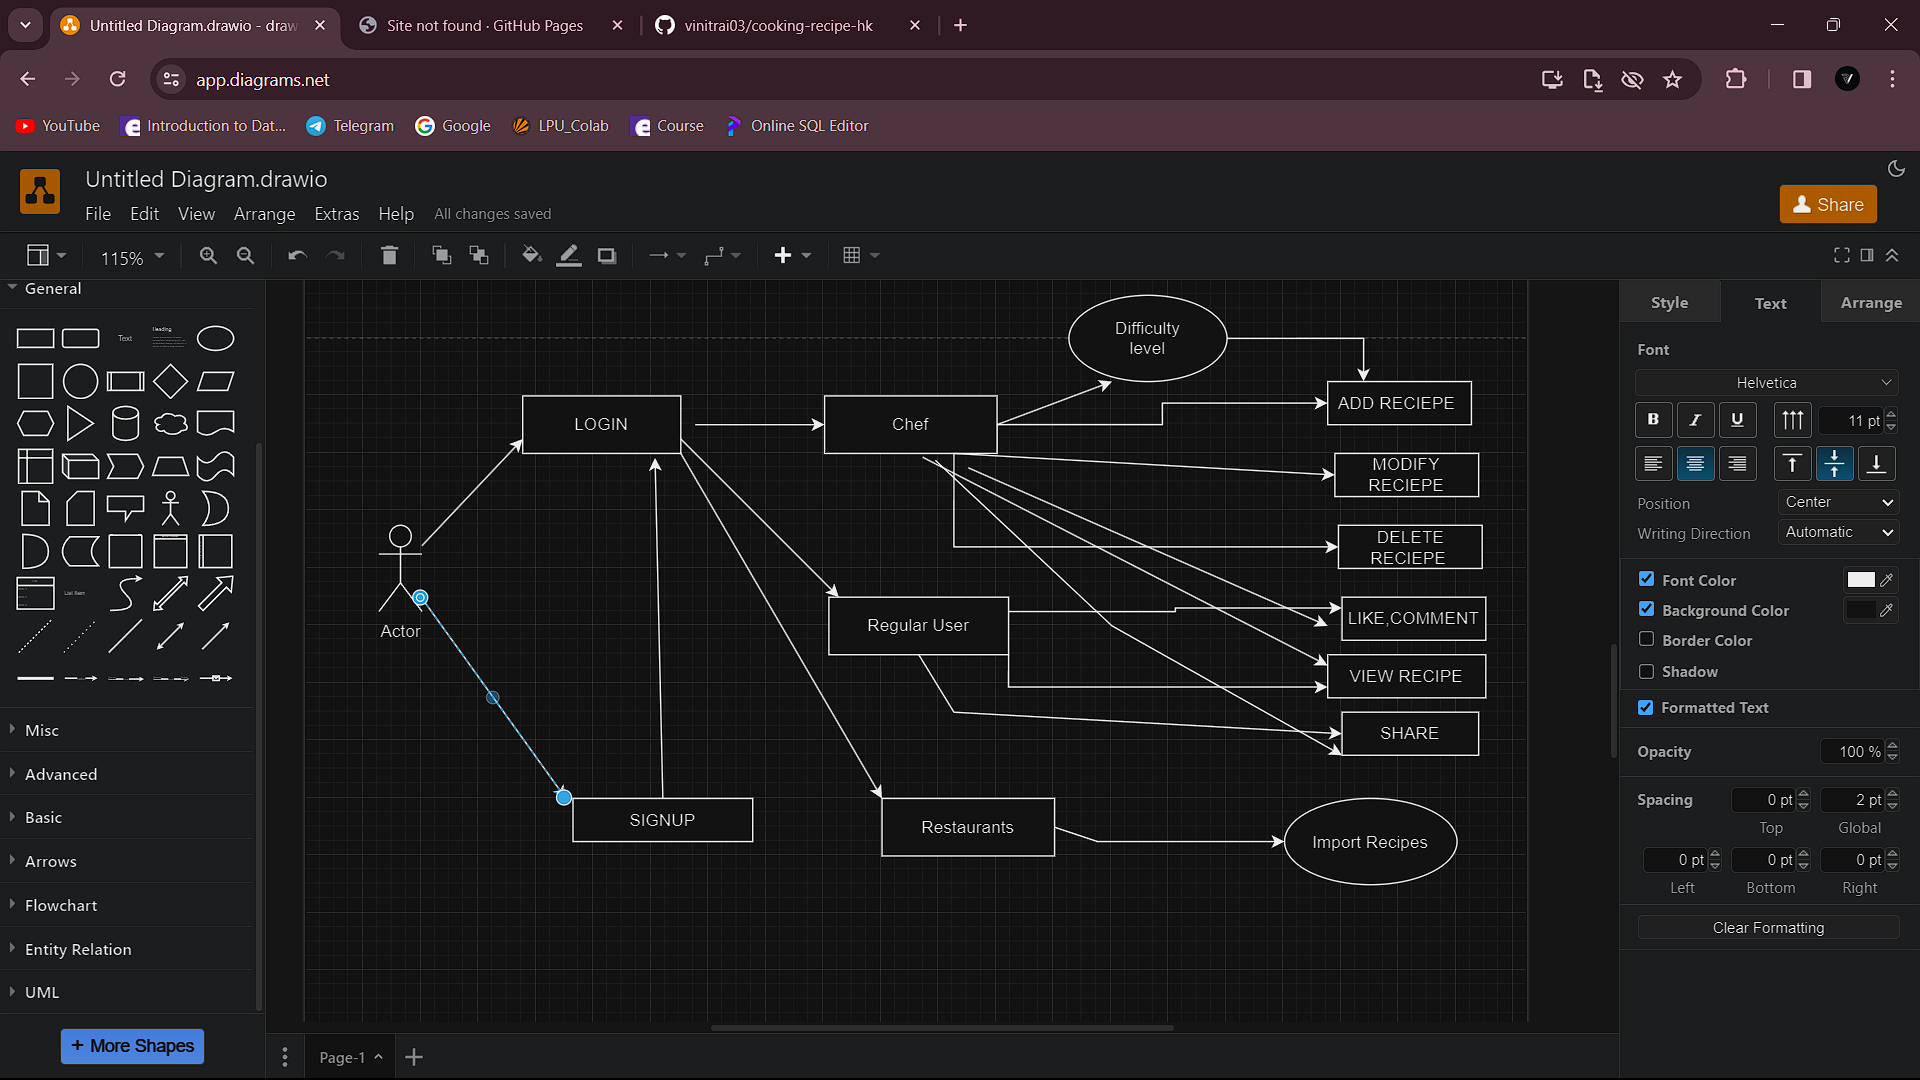 Untitled Diagram.drawio - draw
Site not found · GitHub Pages
vinitrai03/cooking-recipe-hk
app.diagrams.net
YouTube
Introduction to Dat...
Telegram
Google
LPU_Colab
Course
Online SQL Editor
Untitled Diagram.drawio
File
Edit
View
Arrange
Extras
Help
All changes saved
Share
115%
General
Text
Heading
List Item
Misc
Advanced
Basic
Arrows
Flowchart
Entity Relation
UML
+ More Shapes
Difficulty
level
LOGIN
Chef
ADD RECIEPE
MODIFY
RECIEPE
DELETE
RECIEPE
Actor
Regular User
LIKE,COMMENT
VIEW RECIPE
SHARE
SIGNUP
Restaurants
Import Recipes
Page-1
Style
Text
Arrange
Font
Helvetica
B
I
U
11 pt
Position
Center
Writing Direction
Automatic
Font Color
Background Color
Border Color
Shadow
Formatted Text
Opacity
100 %
Spacing
0 pt
2 pt
Top
Global
0 pt
0 pt
0 pt
Left
Bottom
Right
Clear Formatting